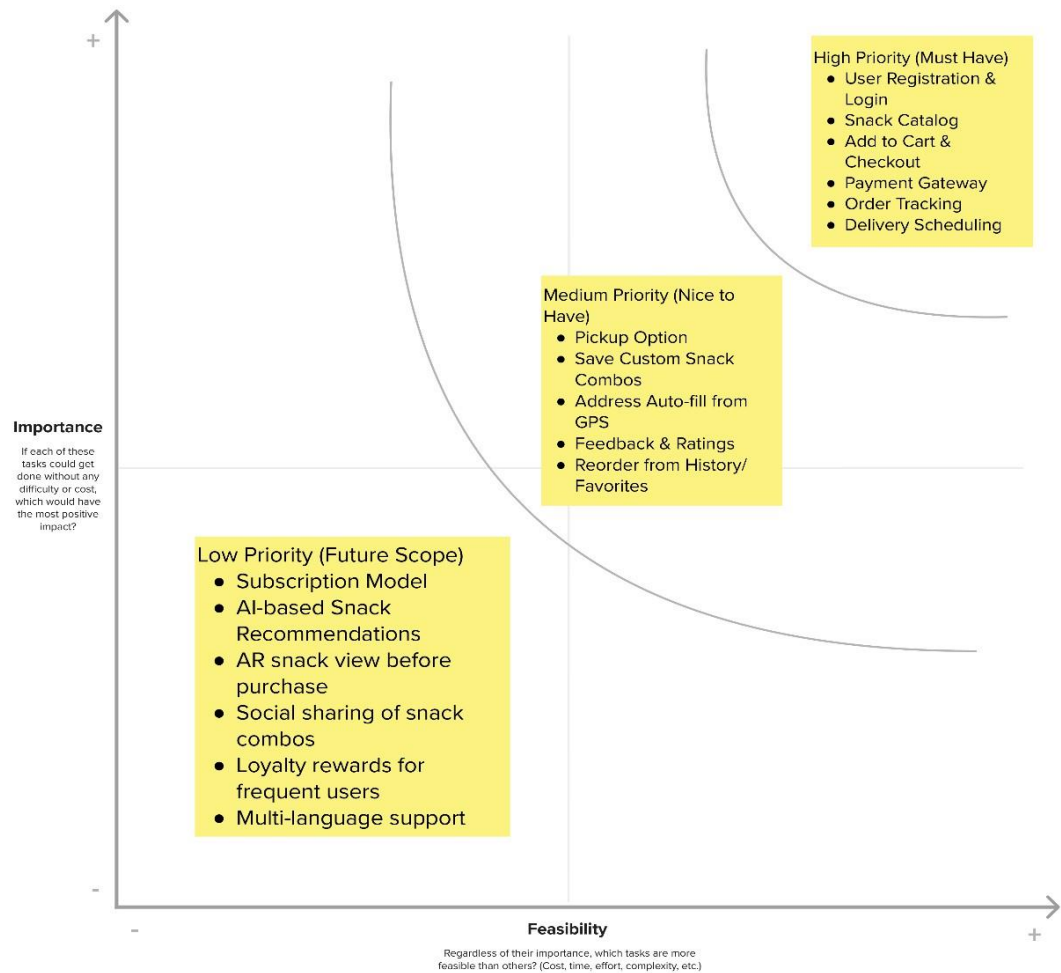 +
High Priority (Must Have)
● User Registration &
Login
● Snack Catalog
● Add to Cart &
Checkout
● Payment Gateway
● Order Tracking
● Delivery Scheduling
Medium Priority (Nice to
Have)
● Pickup Option
● Save Custom Snack
Combos
● Address Auto-fill from
GPS
● Feedback & Ratings
● Reorder from History/
Favorites
Importance
If each of these
tasks could get
done without any
difficulty or cost,
which would have
the most positive
impact?
Low Priority (Future Scope)
● Subscription Model
● AI-based Snack
Recommendations
● AR snack view before
purchase
● Social sharing of snack
combos
● Loyalty rewards for
frequent users
● Multi-language support
-
-
Feasibility
+
Regardless of their importance, which tasks are more
feasible than others? (Cost, time, effort, complexity, etc.)